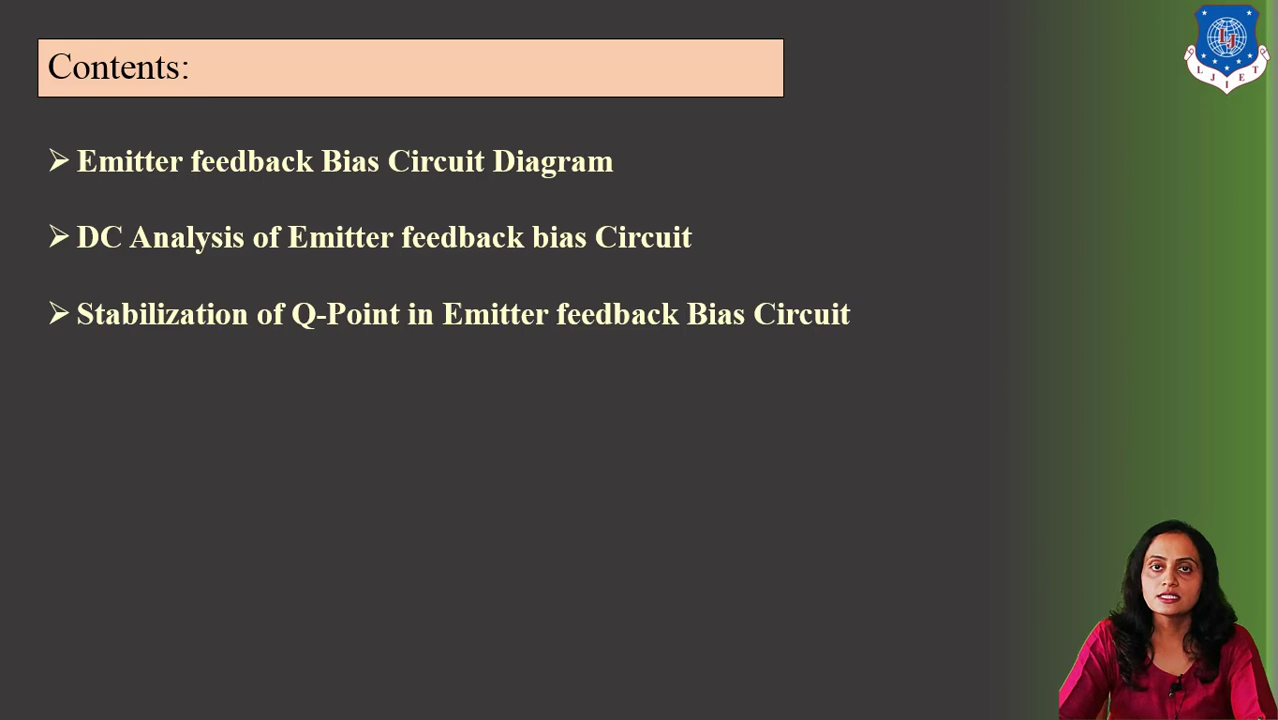 Contents:
LJ
L J I E T
➢ Emitter feedback Bias Circuit Diagram
➢ DC Analysis of Emitter feedback bias Circuit
➢ Stabilization of Q-Point in Emitter feedback Bias Circuit